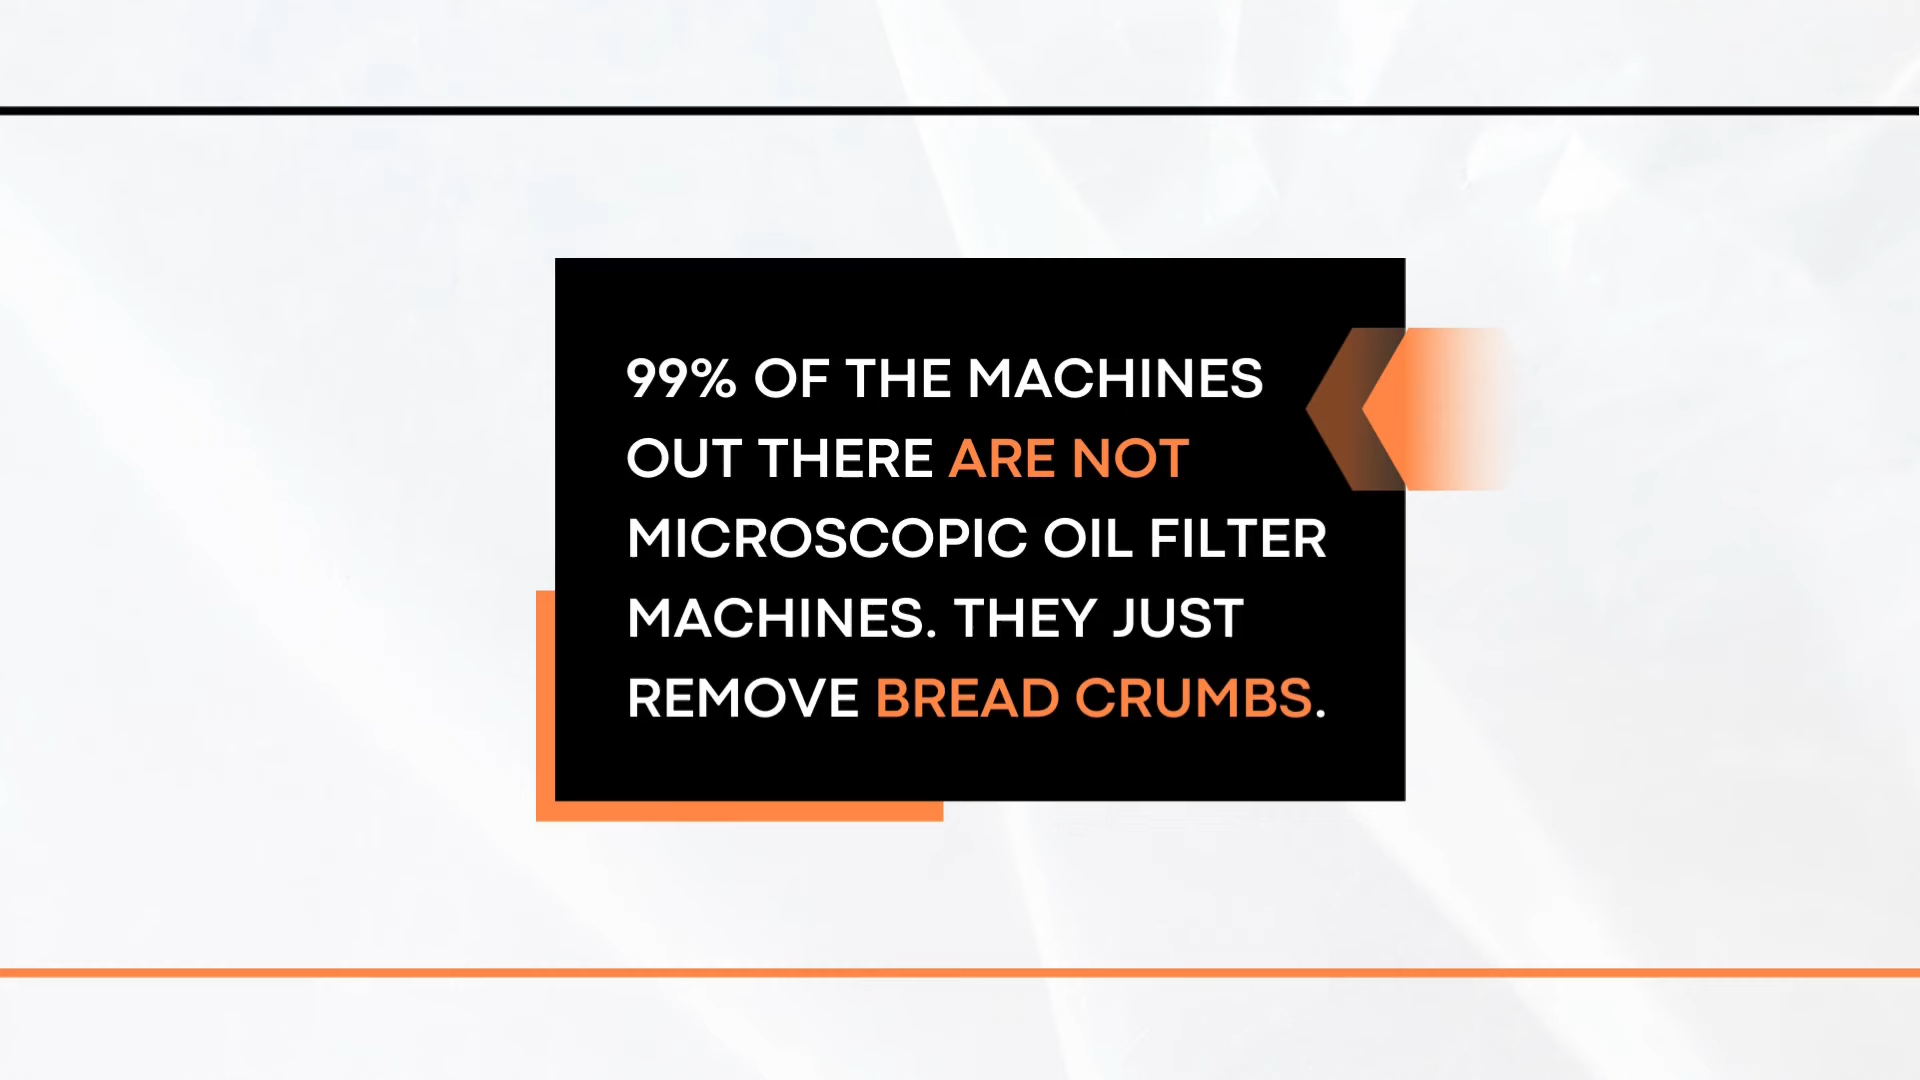 99% OF THE MACHINES
OUT THERE ARE NOT
MICROSCOPIC OIL FILTER
MACHINES. THEY JUST
REMOVE BREAD CRUMBS.